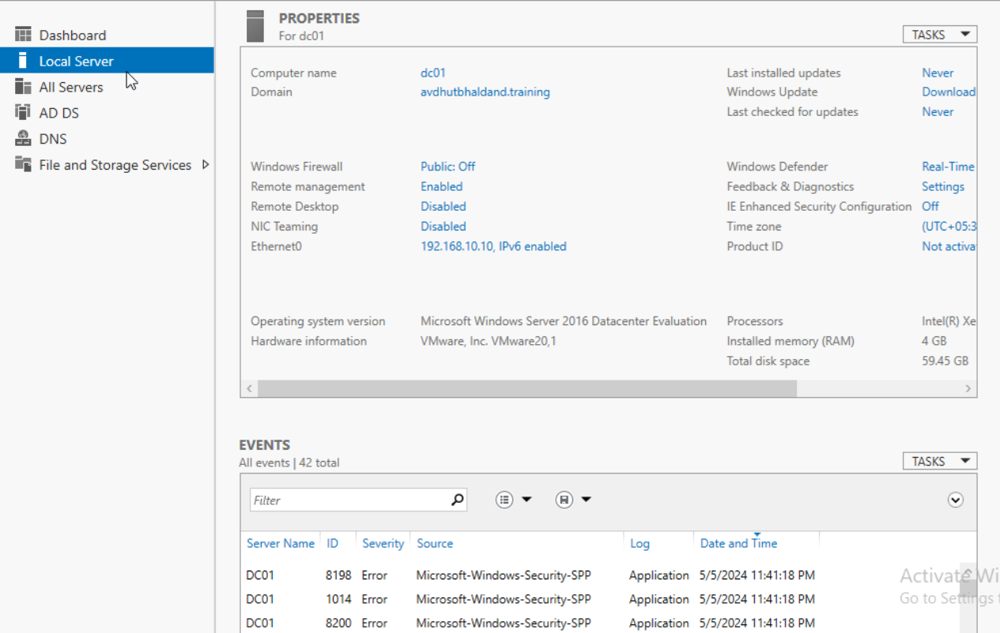 Dashboard
Local Server
All Servers
AD DS
DNS
File and Storage Services
PROPERTIES
For dc01
TASKS
Computer name dc01 Last installed updates Never
Domain avdhutbhaldand.training Windows Update Download
Last checked for updates Never
Windows Firewall Public: Off Windows Defender Real-Time
Remote management Enabled Feedback & Diagnostics Settings
Remote Desktop Disabled IE Enhanced Security Configuration Off
NIC Teaming Disabled Time zone (UTC+05:3
Ethernet0 192.168.10.10, IPv6 enabled Product ID Not activa
Operating system version Microsoft Windows Server 2016 Datacenter Evaluation Processors Intel(R) Xe
Hardware information VMware, Inc. VMware20,1 Installed memory (RAM) 4 GB
Total disk space 59.45 GB
EVENTS
All events | 42 total
TASKS
Filter
Server Name ID Severity Source Log Date and Time
DC01 8198 Error Microsoft-Windows-Security-SPP Application 5/5/2024 11:41:18 PM
DC01 1014 Error Microsoft-Windows-Security-SPP Application 5/5/2024 11:41:18 PM
DC01 8200 Error Microsoft-Windows-Security-SPP Application 5/5/2024 11:41:18 PM
Activate Wi
Go to Settings t